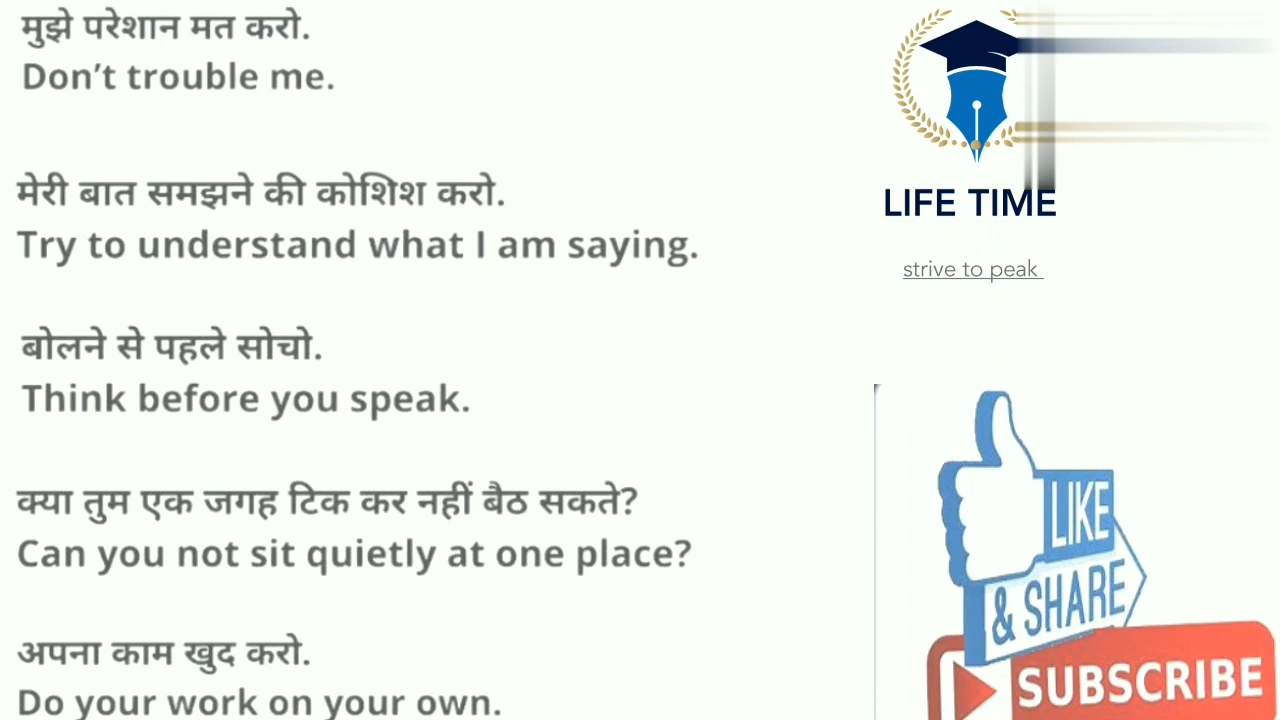 मुझे परेशान मत करो.
Don't trouble me.
मेरी बात समझने की कोशिश करो.
Try to understand what I am saying.
बोलने से पहले सोचो.
Think before you speak.
क्या तुम एक जगह टिक कर नहीं बैठ सकते?
Can you not sit quietly at one place?
अपना काम खुद करो.
Do your work on your own.
LIFE TIME
strive to peak
LIKE
& SHARE
SUBSCRIBE